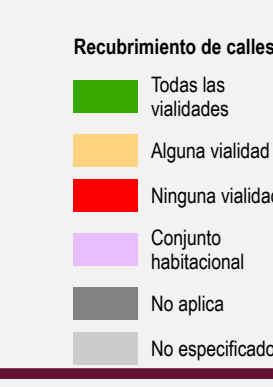 Recubrimiento de calles
Todas las
vialidades
Alguna vialidad
Ninguna vialidad
Conjunto
habitacional
No aplica
No especificado